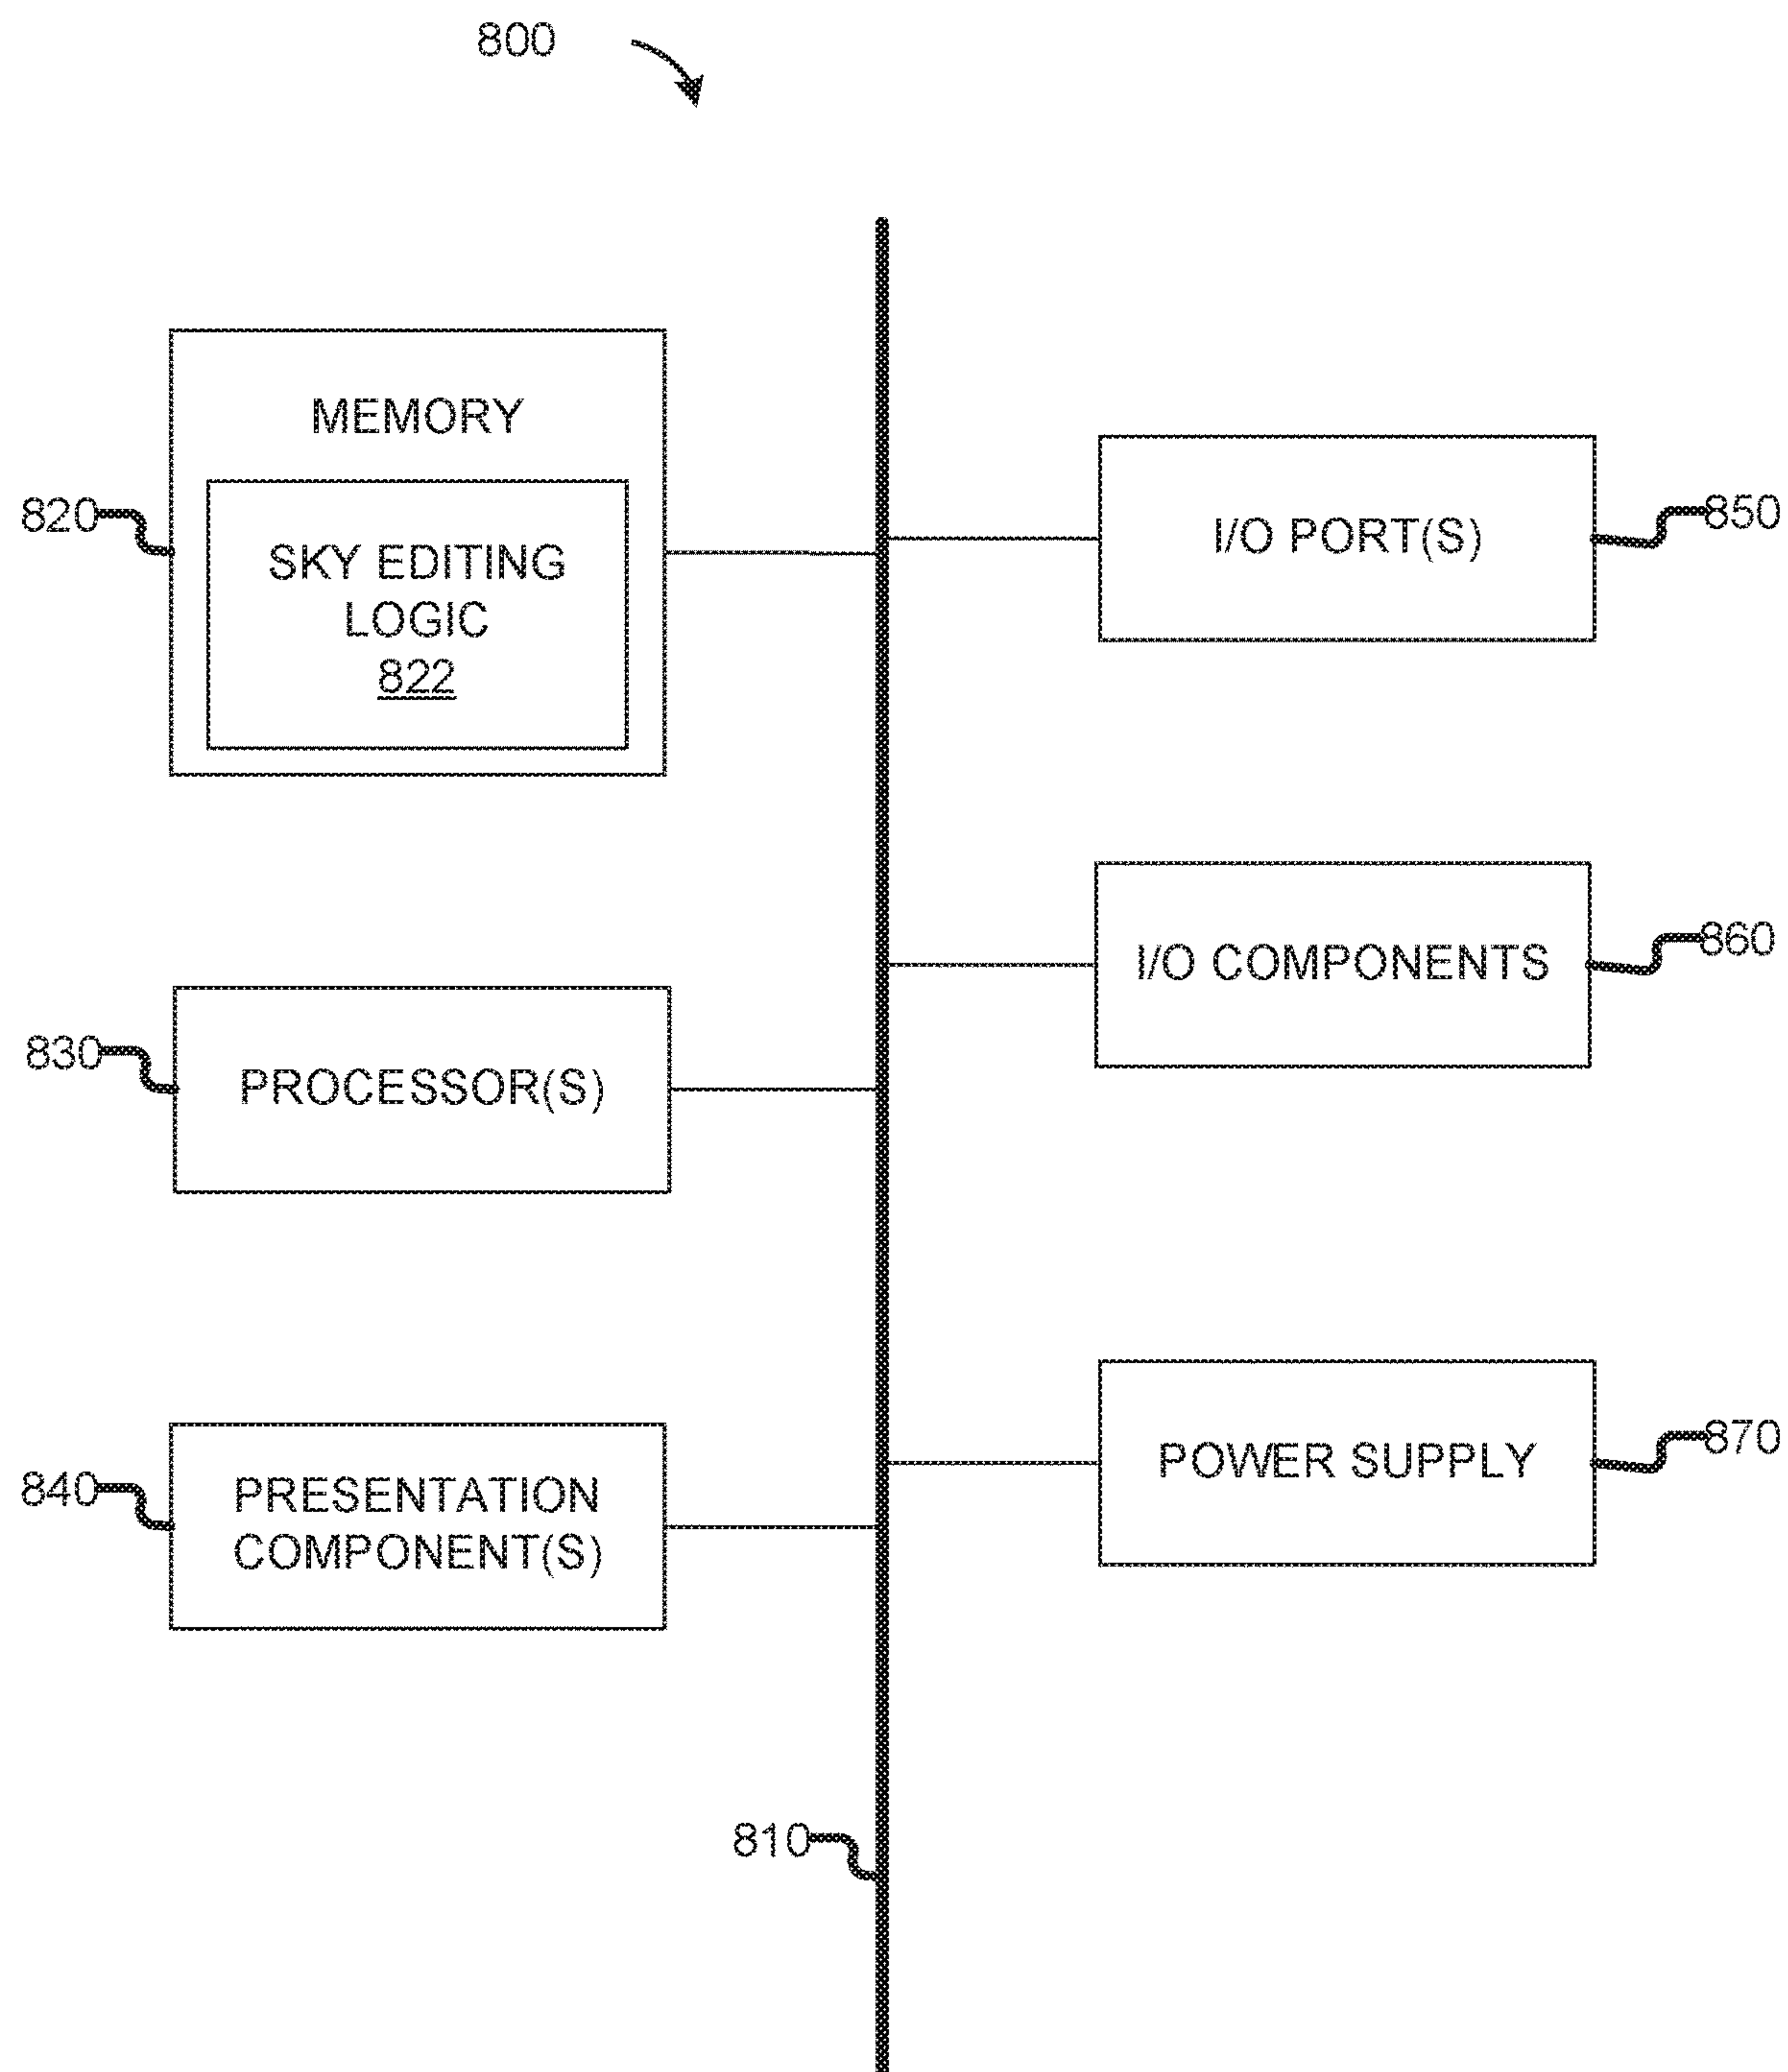 800
MEMORY
820
SKY EDITING
LOGIC
822
I/O PORT(S)
850
I/O COMPONENTS
860
830
PROCESSOR(S)
POWER SUPPLY
870
840
PRESENTATION
COMPONENT(S)
810